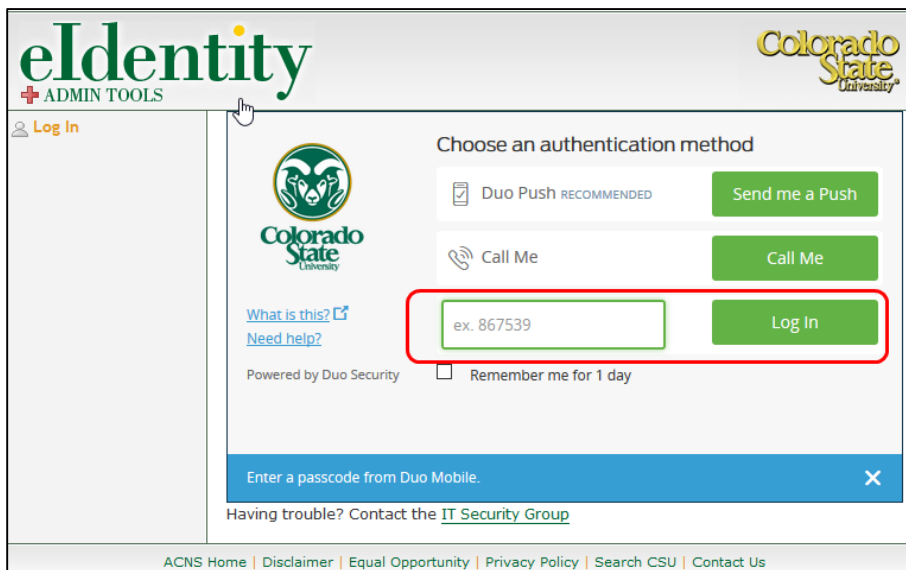 eIdentity
ADMIN TOOLS
Colorado
State
University
Log In
Choose an authentication method
Duo Push RECOMMENDED
Send me a Push
Colorado
State
University
Call Me
Call Me
What is this?
ex. 867539
Log In
Need help?
Powered by Duo Security
Remember me for 1 day
Enter a passcode from Duo Mobile.
Having trouble? Contact the IT Security Group
ACNS Home | Disclaimer | Equal Opportunity | Privacy Policy | Search CSU | Contact Us